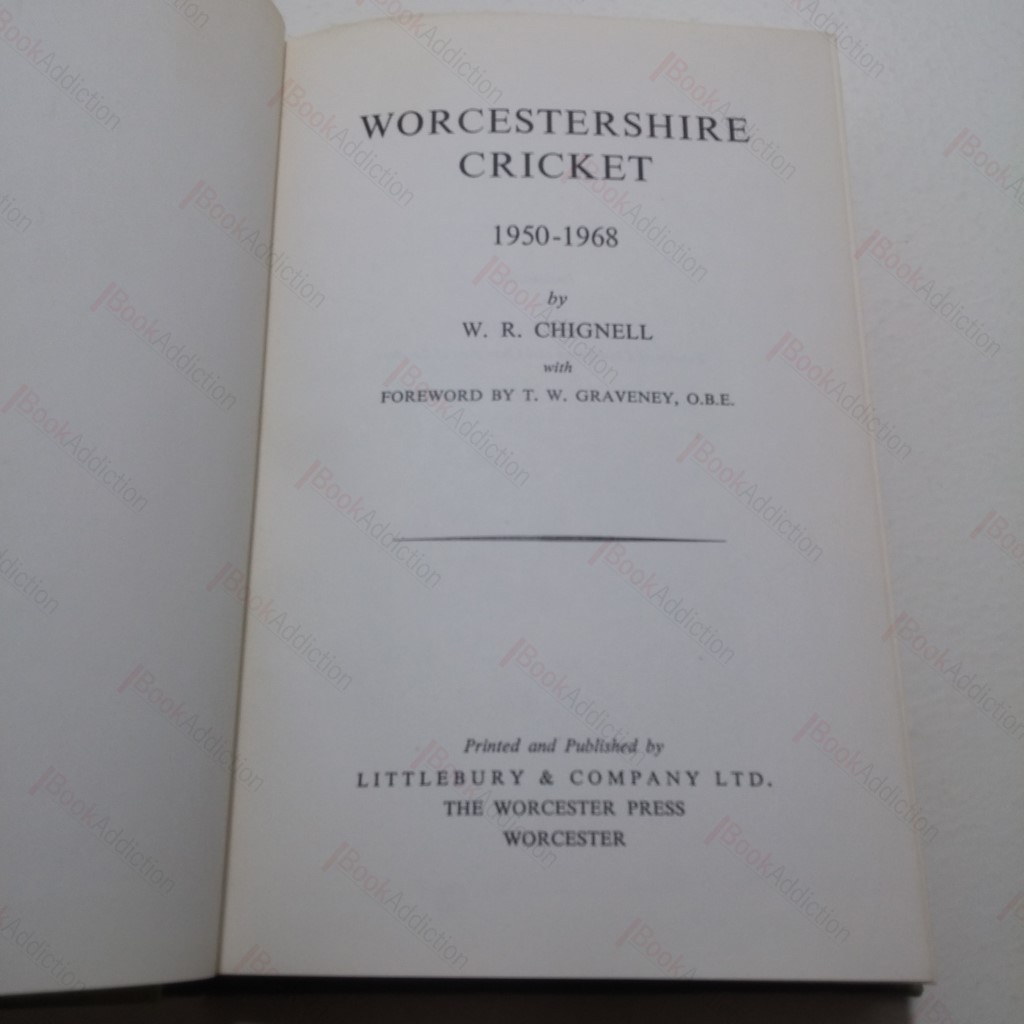 WORCESTERSHIRE
CRICKET
1950-1968
by
W. R. CHIGNELL
with
FOREWORD BY T. W. GRAVENEY, O.B.E.
Printed and Published by
LITTLEBURY & COMPANY LTD.
THE WORCESTER PRESS
WORCESTER
BookAddiction